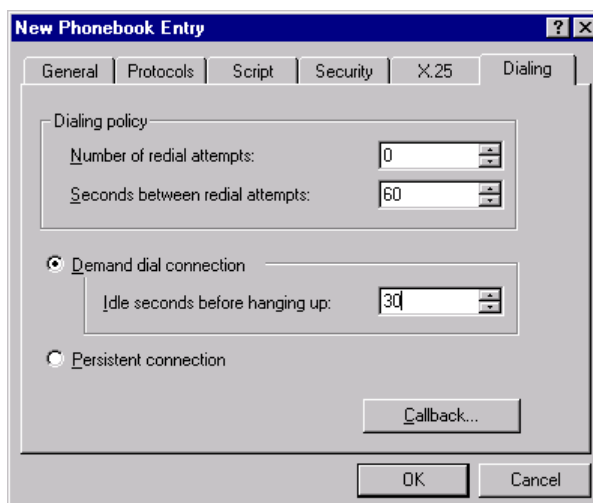 New Phonebook Entry
General Protocols Script Security X.25 Dialing
Dialing policy
Number of redial attempts: 0
Seconds between redial attempts: 60
Demand dial connection
Idle seconds before hanging up: 30
Persistent connection
Callback...
OK Cancel